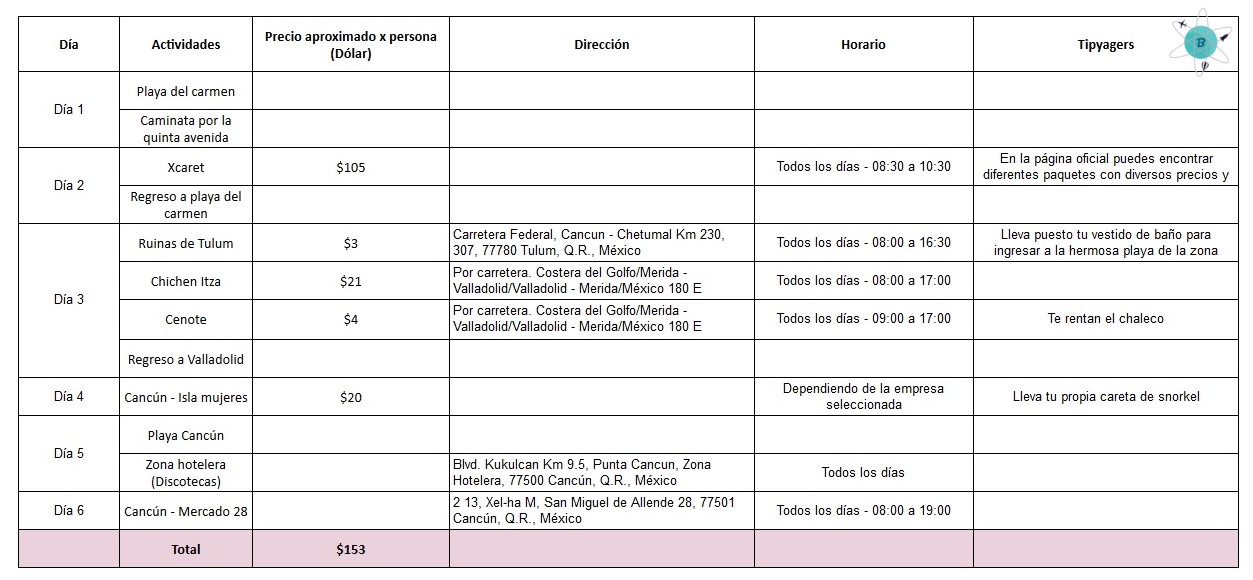 Día Actividades Precio aproximado x persona (Dólar) Dirección Horario Tipyagers
B
Día 1
Playa del carmen
Caminata por la
quinta avenida
Día 2
Xcaret $105 Todos los días - 08:30 a 10:30 En la página oficial puedes encontrar
diferentes paquetes con diversos precios y
Regreso a playa del
carmen
Día 3
Ruinas de Tulum $3 Carretera Federal, Cancun - Chetumal Km 230,
307, 77780 Tulum, Q.R., México
Todos los días - 08:00 a 16:30
Lleva puesto tu vestido de baño para
ingresar a la hermosa playa de la zona
Chichen Itza $21 Por carretera. Costera del Golfo/Merida -
Valladolid/Valladolid - Merida/México 180 E
Todos los días - 08:00 a 17:00
Cenote $4 Por carretera. Costera del Golfo/Merida -
Valladolid/Valladolid - Merida/México 180 E
Todos los días - 09:00 a 17:00
Te rentan el chaleco
Regreso a Valladolid
Día 4
Cancún - Isla mujeres $20 Dependiendo de la empresa
seleccionada
Lleva tu propia careta de snorkel
Día 5
Playa Cancún
Zona hotelera
(Discotecas)
Blvd. Kukulcan Km 9.5, Punta Cancun, Zona
Hotelera, 77500 Cancún, Q.R., México
Todos los días
Día 6
Cancún - Mercado 28
2 13, Xel-ha M, San Miguel de Allende 28, 77501
Cancún, Q.R., México
Todos los días - 08:00 a 19:00
Total $153